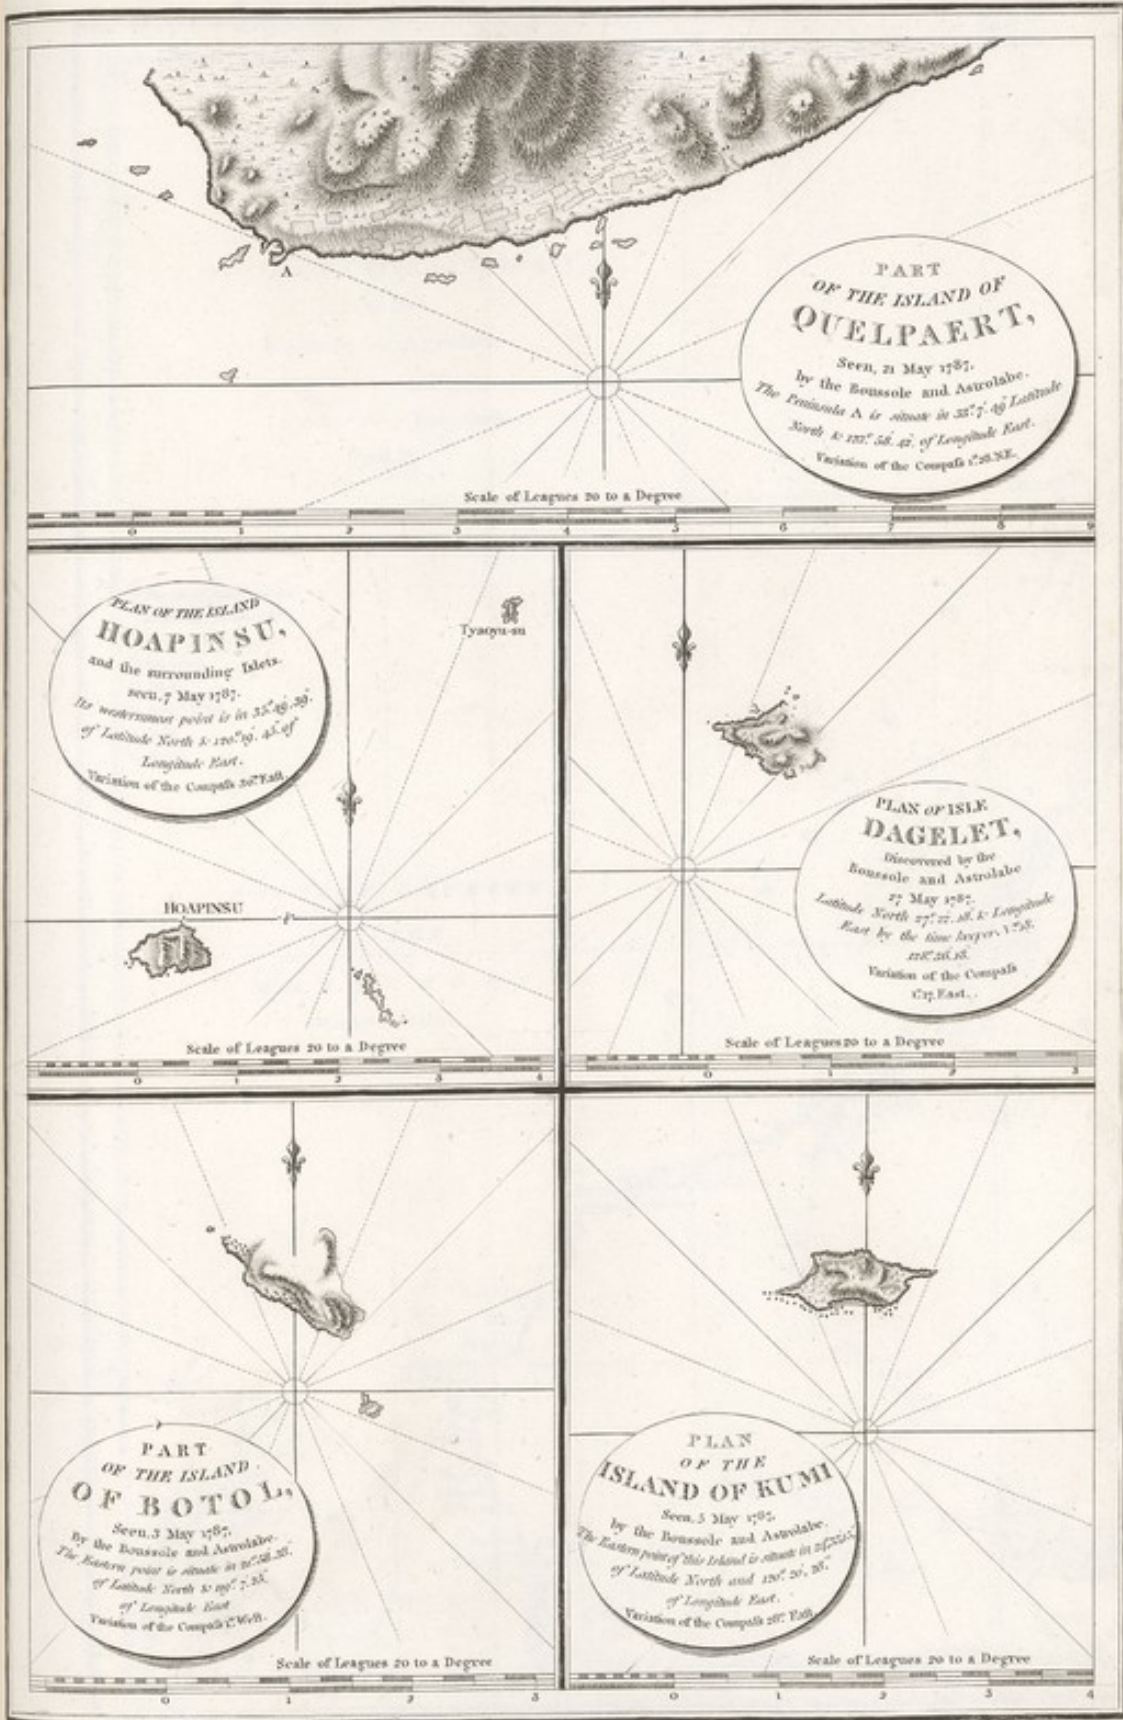 A
PART
OF THE ISLAND OF
QUELPAERT,
Seen, 21 May 1787.
by the Boussole and Astrolabe.
The Peninsula A is situate in Latitude
North & of Longitude East.
Variation of the Compaſs N.E.
Scale of Leagues 20 to a Degree
0 1 2 3 4 5 6 7 8 9
PLAN OF THE ISLAND
HOAPINSU,
and the surrounding Islets.
seen, 7 May 1787.
Its westernmost point is in
of Latitude North & of
Longitude East.
Variation of the Compaſs East.
Tyaoyu-su
HOAPINSU
Scale of Leagues 20 to a Degree
0 1 2 3 4
PLAN OF ISLE
DAGELET,
Discovered by the
Boussole and Astrolabe
27 May 1787.
Latitude North & Longitude
East by the time keeper,
Variation of the Compaſs
East.
Scale of Leagues 20 to a Degree
0 1 2 3
PART
OF THE ISLAND
OF BOTOL,
Seen, 3 May 1787.
By the Boussole and Astrolabe.
The Eastern point is situate in
of Latitude North &
of Longitude East
Variation of the Compaſs West.
Scale of Leagues 20 to a Degree
0 1 2 3
PLAN
OF THE
ISLAND OF KUMI
Seen, 5 May 1787,
by the Boussole and Astrolabe.
The Eastern point of this Island is situate in
of Latitude North and
of Longitude East.
Variation of the Compaſs East.
Scale of Leagues 20 to a Degree
0 1 2 3 4